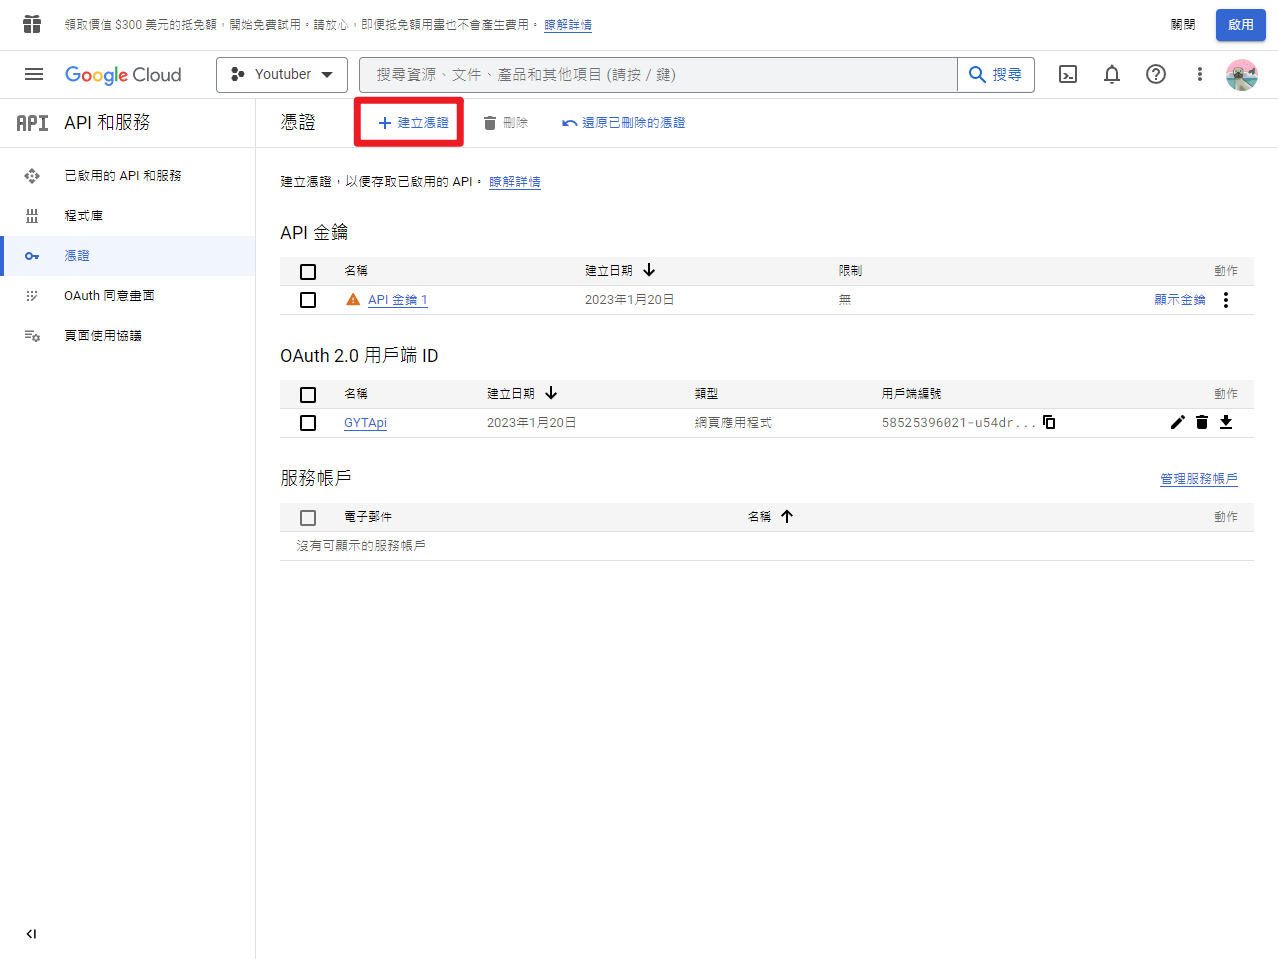 領取價值 $300 美元的抵免額，開始免費試用。請放心，即便抵免額用盡也不會產生費用。 瞭解詳情 關閉 啟用
Google Cloud Youtuber 搜尋資源、文件、產品和其他項目 (請按 / 鍵) 搜尋
API API 和服務
已啟用的 API 和服務
程式庫
憑證
OAuth 同意畫面
頁面使用協議
憑證 建立憑證 刪除 還原已刪除的憑證
建立憑證，以便存取已啟用的 API。 瞭解詳情
API 金鑰
名稱 建立日期 限制 動作
API 金鑰 1 2023年1月20日 無 顯示金鑰
OAuth 2.0 用戶端 ID
名稱 建立日期 類型 用戶端編號 動作
GYTApi 2023年1月20日 網頁應用程式 58525396021-u54dr...
服務帳戶 管理服務帳戶
電子郵件 名稱 動作
沒有可顯示的服務帳戶